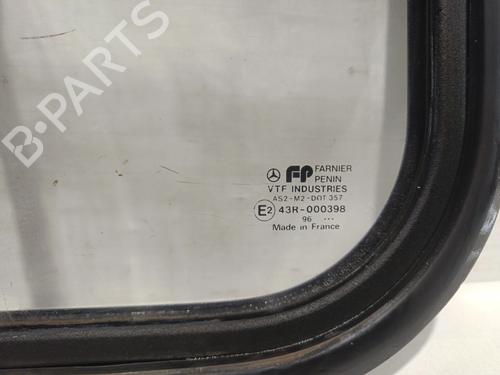 B-PARTS
FP FARNIER
PENIN
VTF INDUSTRIES
AS2-M2-DOT 357
E2 43R-000398
96 ...
Made in France